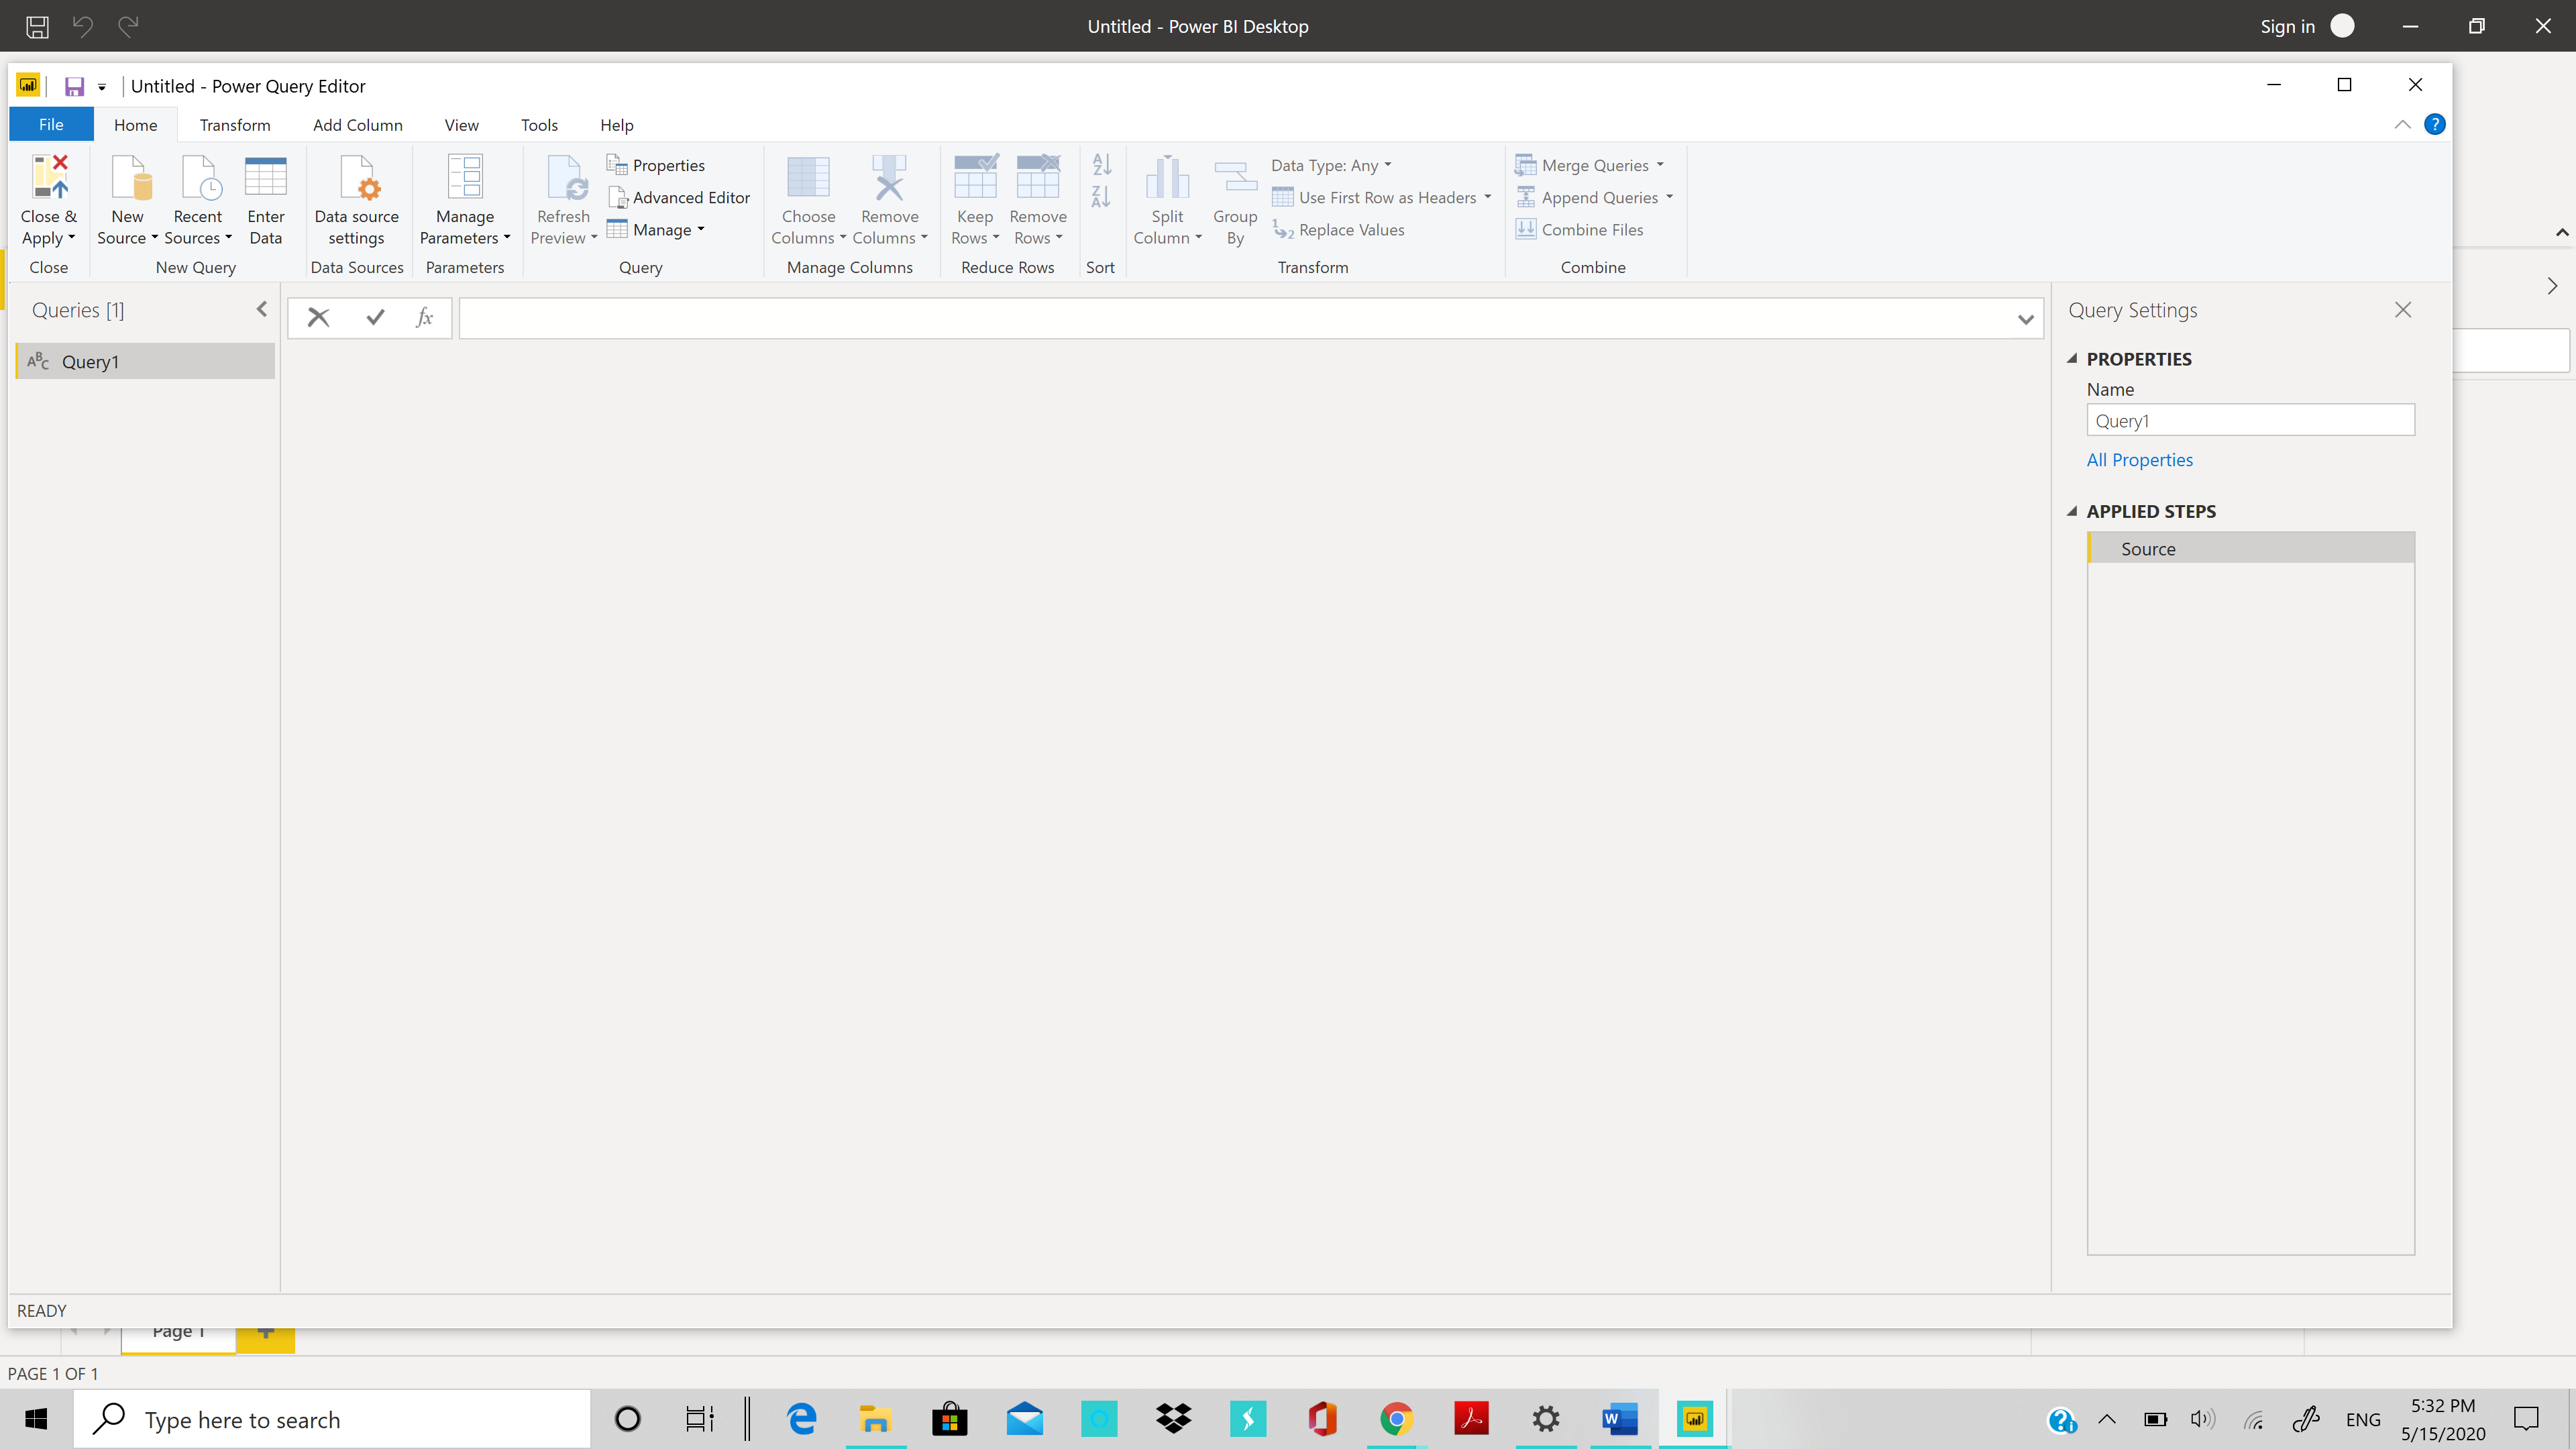 Untitled - Power BI Desktop
Sign in
Untitled - Power Query Editor
File Home Transform Add Column View Tools Help
Close & Apply
New Source
Recent Sources
Enter Data
Data source settings
Manage Parameters
Refresh Preview
Properties
Advanced Editor
Manage
Choose Columns
Remove Columns
Keep Rows
Remove Rows
A Z
Z A
Split Column
Group By
Data Type: Any
Use First Row as Headers
1 2 Replace Values
Merge Queries
Append Queries
Combine Files
Close New Query Data Sources Parameters Query Manage Columns Reduce Rows Sort Transform Combine
Queries [1]
ABC Query1
fx
Query Settings
PROPERTIES
Name
Query1
All Properties
APPLIED STEPS
Source
READY
Page 1
PAGE 1 OF 1
Type here to search
ENG
5:32 PM
5/15/2020